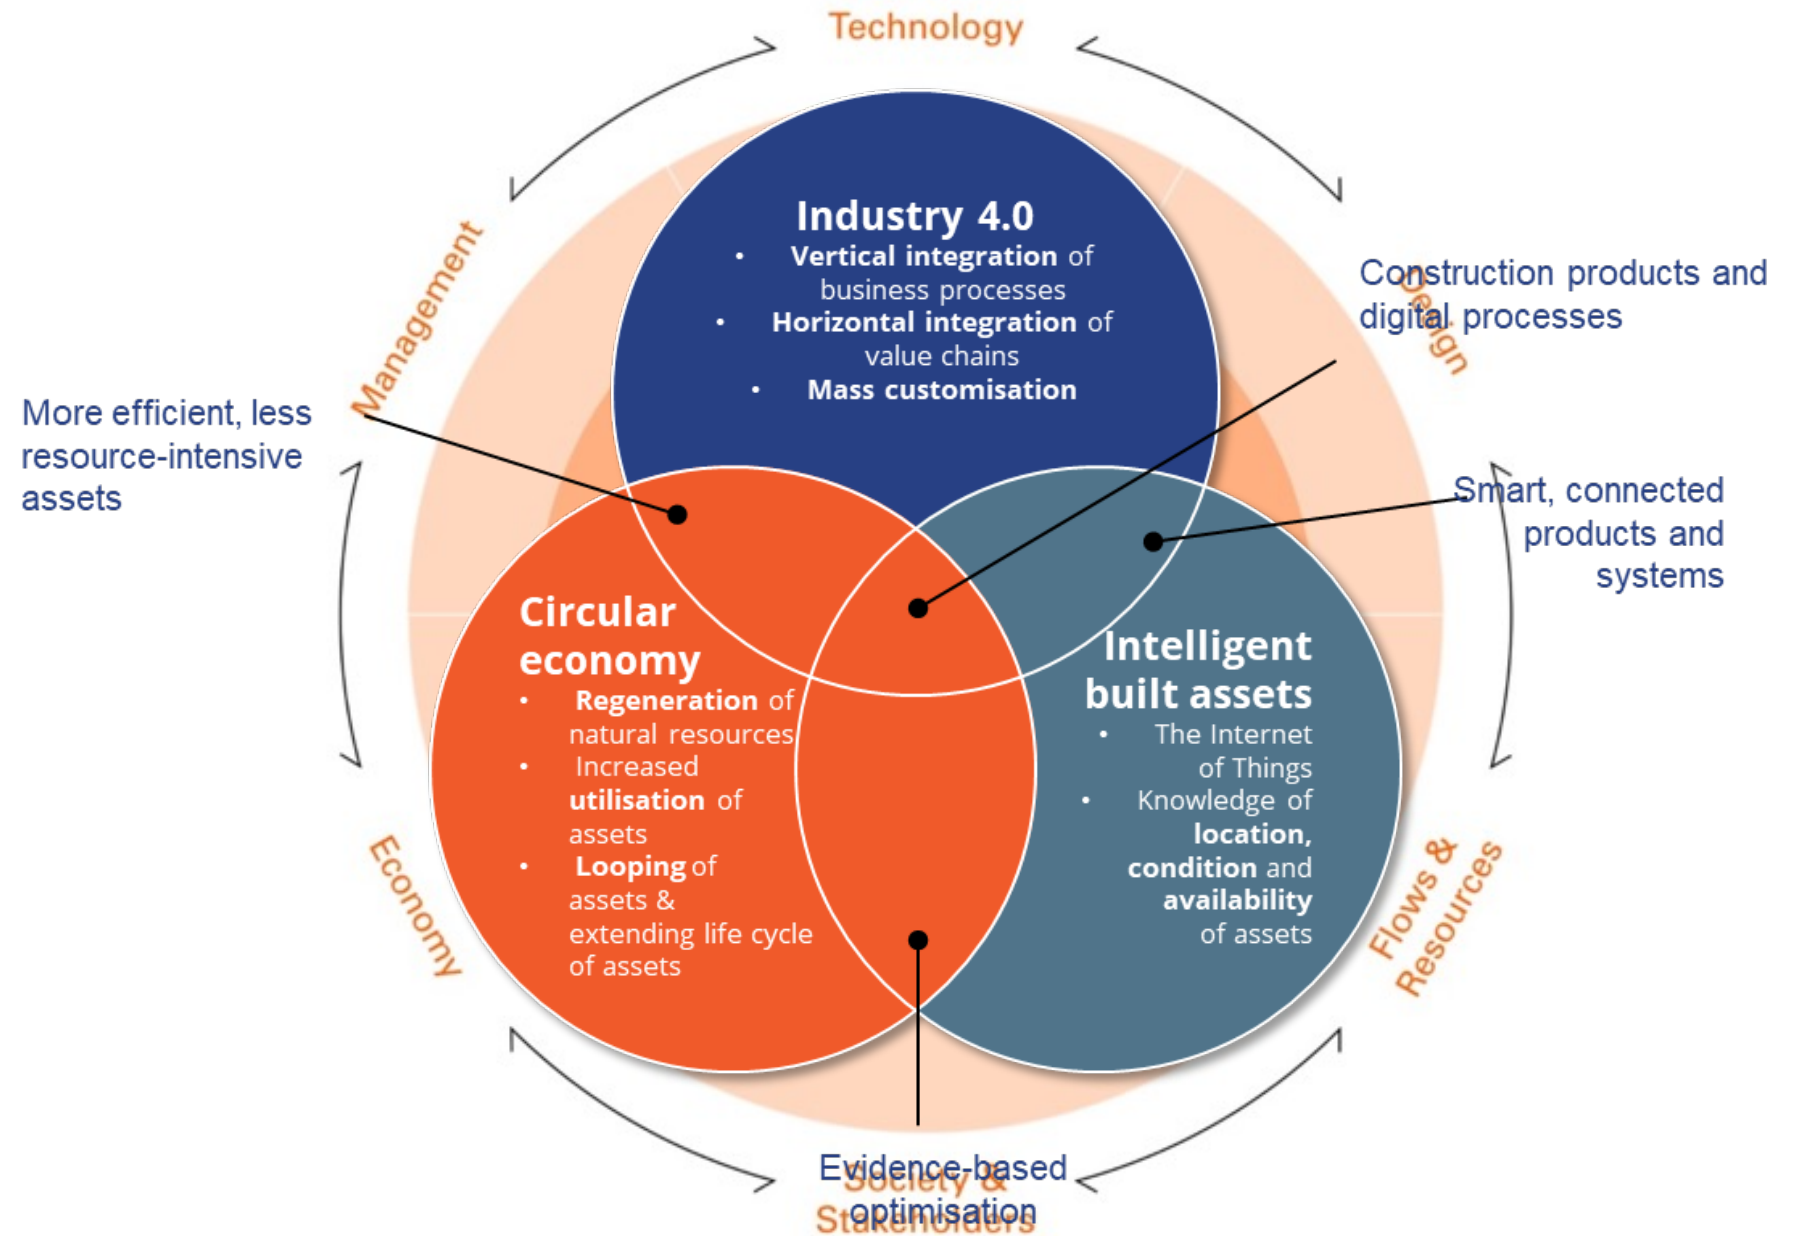 Technology
Management
Design
Industry 4.0
• Vertical integration of
business processes
• Horizontal integration of
value chains
• Mass customisation
Construction products and
digital processes
More efficient, less
resource-intensive
assets
Smart, connected
products and
systems
Circular
economy
• Regeneration of
natural resources
• Increased
utilisation of
assets
• Looping of
assets &
extending life cycle
of assets
Intelligent
built assets
• The Internet
of Things
• Knowledge of
location,
condition and
availability
of assets
Economy
Flows &
Resources
Evidence-based
optimisation
Society &
Stakeholders